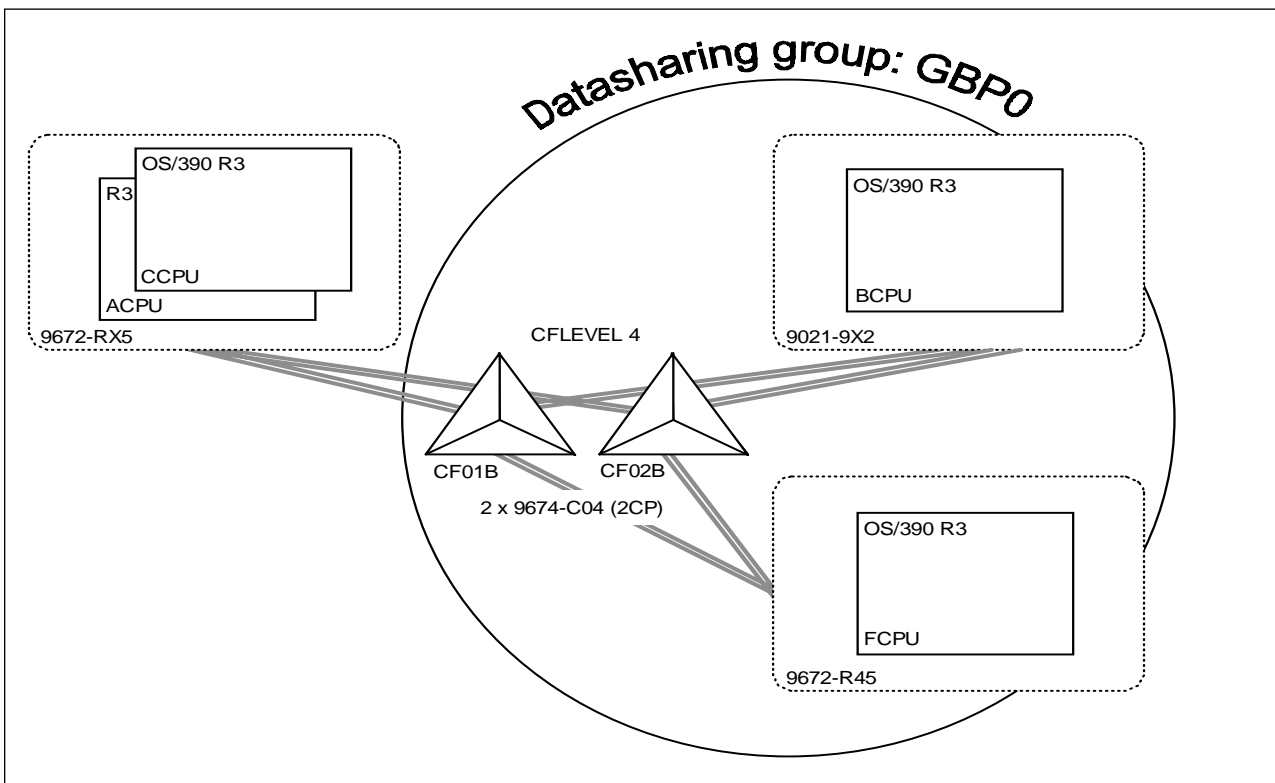 Datasharing group: GBP0
OS/390 R3
R3
CCPU
ACPU
9672-RX5
OS/390 R3
BCPU
9021-9X2
CFLEVEL 4
CF01B
CF02B
2 x 9674-C04 (2CP)
OS/390 R3
FCPU
9672-R45